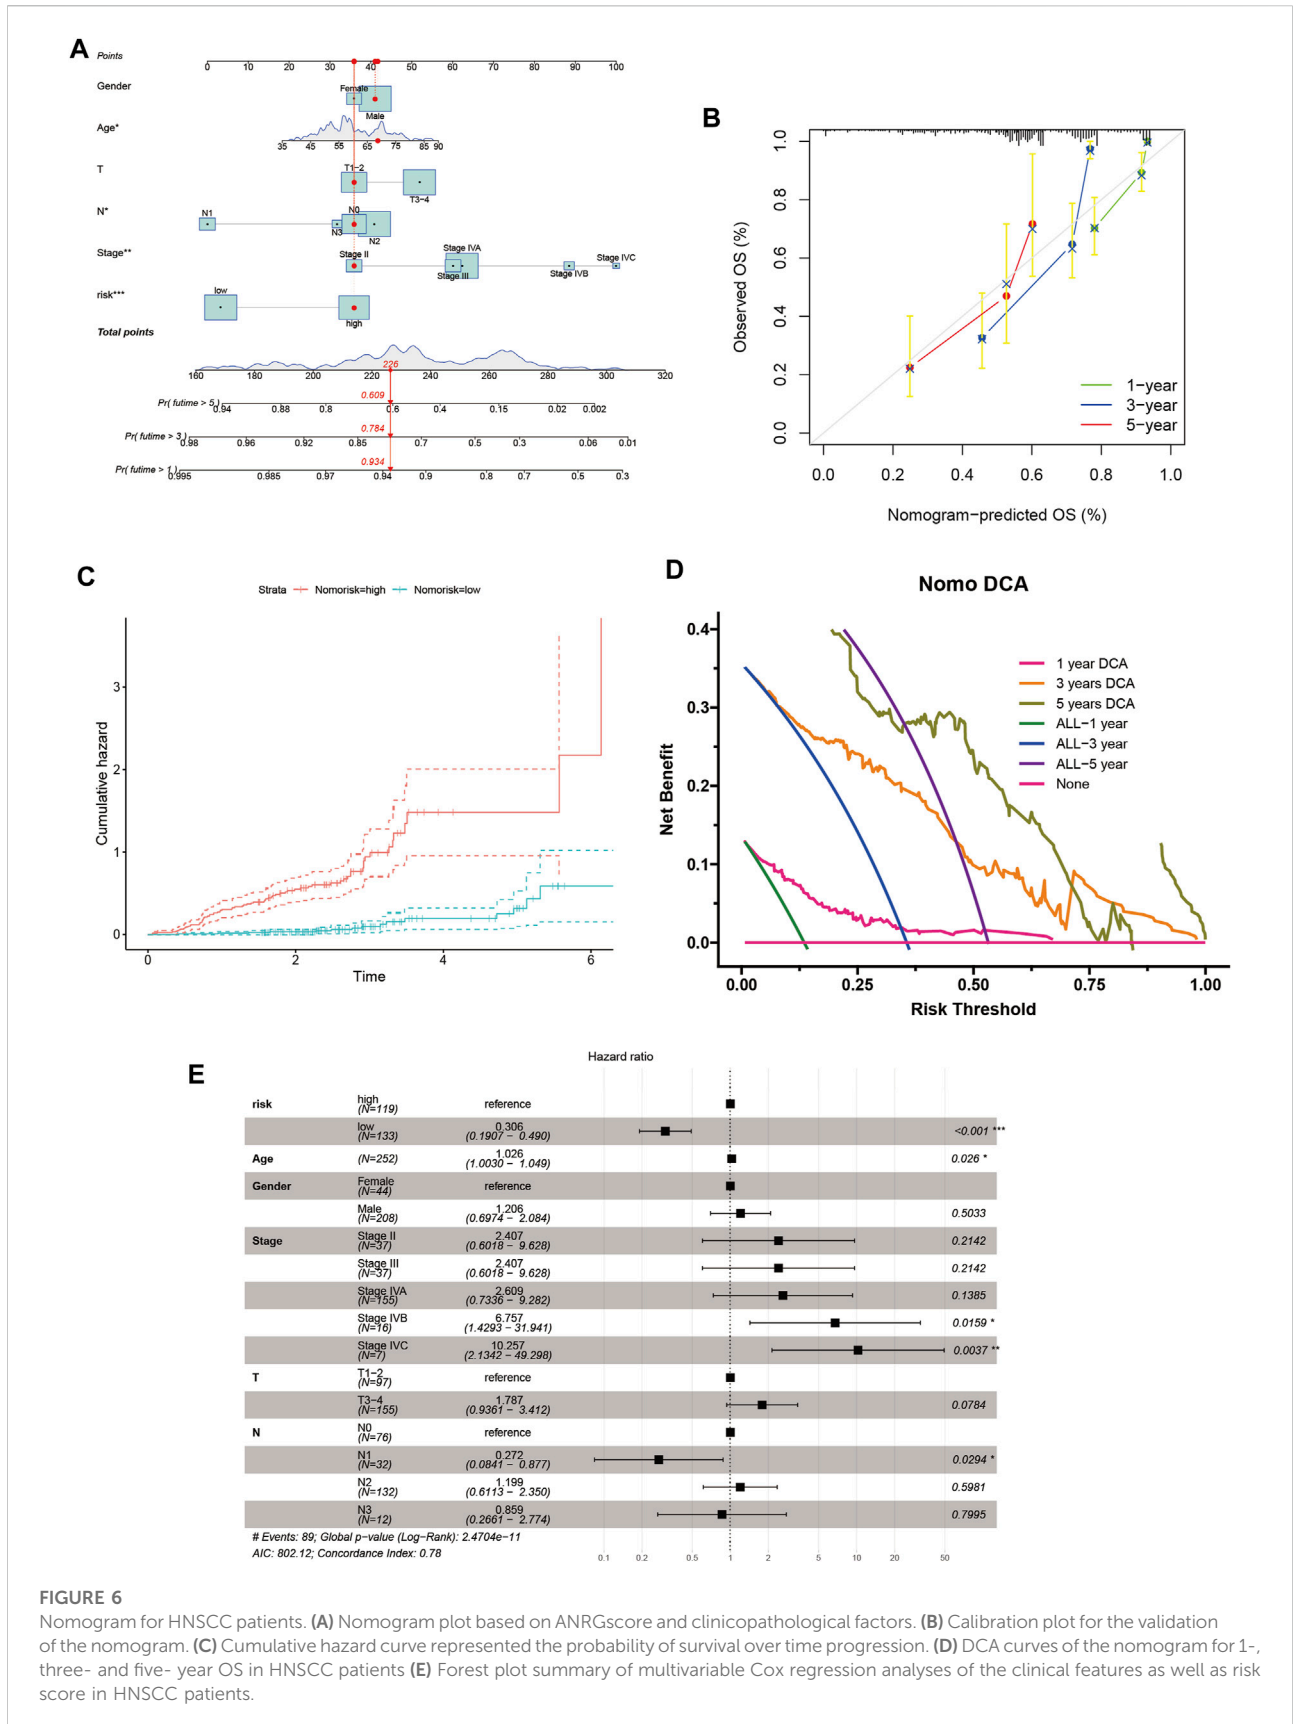 A
Points
0 10 20 30 40 50 60 70 80 90 100
Gender
Female
Male
Age*
35 45 55 65 75 85 90
T
T1-2
T3-4
N*
N1
N0
N3
N2
Stage**
Stage II
Stage IVA
Stage III
Stage IVB
Stage IVC
risk***
low
high
Total points
226
160 180 200 220 240 260 280 300 320
0.609
Pr( futime > 5 )
0.94 0.88 0.8 0.6 0.4 0.15 0.02 0.002
0.784
Pr( futime > 3 )
0.98 0.96 0.92 0.85 0.7 0.5 0.3 0.06 0.01
0.934
Pr( futime > 1 )
0.995 0.985 0.97 0.94 0.9 0.8 0.7 0.5 0.3
B
Observed OS (%)
1.0
0.8
0.6
0.4
0.2
0.0
1-year
3-year
5-year
0.0 0.2 0.4 0.6 0.8 1.0
Nomogram-predicted OS (%)
C
Strata Nomorisk=high Nomorisk=low
Cumulative hazard
3
2
1
0
0 2 4 6
Time
D
Nomo DCA
Net Benefit
0.4
0.3
0.2
0.1
0.0
1 year DCA
3 years DCA
5 years DCA
ALL-1 year
ALL-3 year
ALL-5 year
None
0.00 0.25 0.50 0.75 1.00
Risk Threshold
E
Hazard ratio
risk high (N=119) reference
low (N=133) 0.306 (0.1907 - 0.490) <0.001 ***
Age (N=252) 1.026 (1.0030 - 1.049) 0.026 *
Gender Female (N=44) reference
Male (N=208) 1.206 (0.6974 - 2.084) 0.5033
Stage Stage II (N=37) 2.407 (0.6018 - 9.628) 0.2142
Stage III (N=37) 2.407 (0.6018 - 9.628) 0.2142
Stage IVA (N=155) 2.609 (0.7336 - 9.282) 0.1385
Stage IVB (N=16) 6.757 (1.4293 - 31.941) 0.0159 *
Stage IVC (N=7) 10.257 (2.1342 - 49.298) 0.0037 **
T T1-2 (N=97) reference
T3-4 (N=155) 1.787 (0.9361 - 3.412) 0.0784
N N0 (N=76) reference
N1 (N=32) 0.272 (0.0841 - 0.877) 0.0294 *
N2 (N=132) 1.199 (0.6113 - 2.350) 0.5981
N3 (N=12) 0.859 (0.2661 - 2.774) 0.7995
# Events: 89; Global p-value (Log-Rank): 2.4704e-11
AIC: 802.12; Concordance Index: 0.78
0.1 0.2 0.5 1 2 5 10 20 50
FIGURE 6
Nomogram for HNSCC patients. (A) Nomogram plot based on ANRGscore and clinicopathological factors. (B) Calibration plot for the validation
of the nomogram. (C) Cumulative hazard curve represented the probability of survival over time progression. (D) DCA curves of the nomogram for 1-,
three- and five- year OS in HNSCC patients (E) Forest plot summary of multivariable Cox regression analyses of the clinical features as well as risk
score in HNSCC patients.